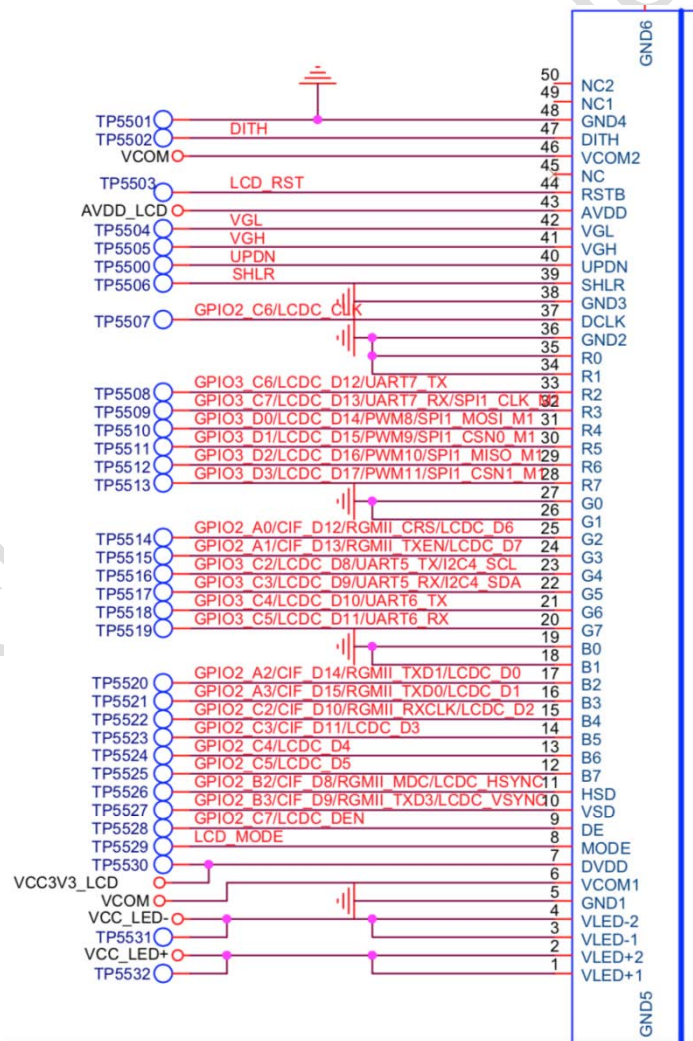 GND6
50 NC2
49 NC1
TP5501 48 GND4
TP5502 DITH 47 DITH
VCOM 46 VCOM2
45 NC
TP5503 LCD_RST 44 RSTB
AVDD_LCD 43 AVDD
TP5504 VGL 42 VGL
TP5505 VGH 41 VGH
TP5500 UPDN 40 UPDN
TP5506 SHLR 39 SHLR
38 GND3
TP5507 GPIO2_C6/LCDC_CLK 37 DCLK
36 GND2
35 R0
34 R1
TP5508 GPIO3_C6/LCDC_D12/UART7_TX 33 R2
TP5509 GPIO3_C7/LCDC_D13/UART7_RX/SPI1_CLK 32 R3
TP5510 GPIO3_D0/LCDC_D14/PWM8/SPI1_MOSI_M1 31 R4
TP5511 GPIO3_D1/LCDC_D15/PWM9/SPI1_CSN0_M1 30 R5
TP5512 GPIO3_D2/LCDC_D16/PWM10/SPI1_MISO_M1 29 R6
TP5513 GPIO3_D3/LCDC_D17/PWM11/SPI1_CSN1_M1 28 R7
27 G0
26 G1
TP5514 GPIO2_A0/CIF_D12/RGMII_CRS/LCDC_D6 25 G2
TP5515 GPIO2_A1/CIF_D13/RGMII_TXEN/LCDC_D7 24 G3
TP5516 GPIO3_C2/LCDC_D8/UART5_TX/I2C4_SCL 23 G4
TP5517 GPIO3_C3/LCDC_D9/UART5_RX/I2C4_SDA 22 G5
TP5518 GPIO3_C4/LCDC_D10/UART6_TX 21 G6
TP5519 GPIO3_C5/LCDC_D11/UART6_RX 20 G7
19 B0
18 B1
TP5520 GPIO2_A2/CIF_D14/RGMII_TXD1/LCDC_D0 17 B2
TP5521 GPIO2_A3/CIF_D15/RGMII_TXD0/LCDC_D1 16 B3
TP5522 GPIO2_C2/CIF_D10/RGMII_RXCLK/LCDC_D2 15 B4
TP5523 GPIO2_C3/CIF_D11/LCDC_D3 14 B5
TP5524 GPIO2_C4/LCDC_D4 13 B6
TP5525 GPIO2_C5/LCDC_D5 12 B7
TP5526 GPIO2_B2/CIF_D8/RGMII_MDC/LCDC_HSYNC 11 HSD
TP5527 GPIO2_B3/CIF_D9/RGMII_TXD3/LCDC_VSYNC 10 VSD
TP5528 GPIO2_C7/LCDC_DEN 9 DE
TP5529 LCD_MODE 8 MODE
TP5530 7 DVDD
VCC3V3_LCD 6 VCOM1
VCOM 5 GND1
VCC_LED- 4 VLED-2
TP5531 3 VLED-1
VCC_LED+ 2 VLED+2
TP5532 1 VLED+1
GND5